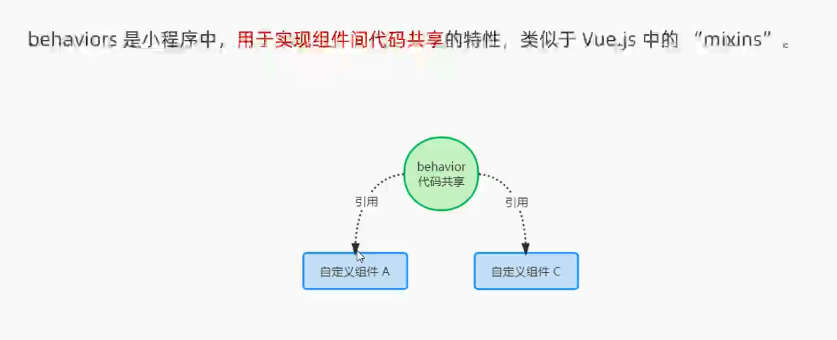 behaviors 是小程序中，用于实现组件间代码共享的特性，类似于 Vue.js 中的 “mixins”。
behavior
代码共享
引用
引用
自定义组件 A
自定义组件 C